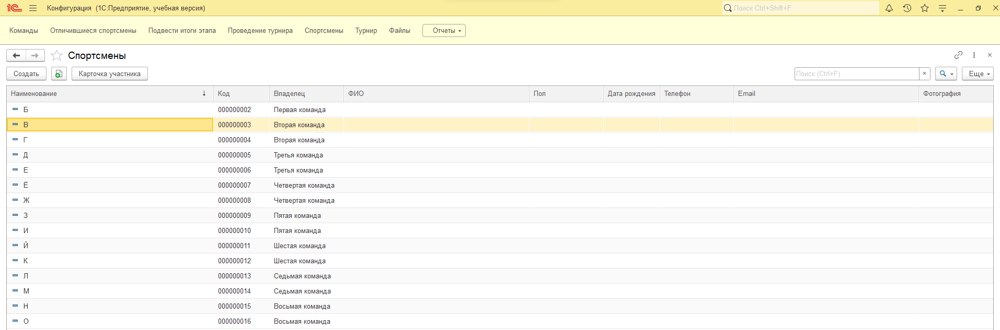 1С Конфигурация (1С:Предприятие, учебная версия) Поиск Ctrl+Shift+F
Команды Отличившиеся спортсмены Подвести итоги этапа Проведение турнира Спортсмены Турнир Файлы Отчеты
Спортсмены
Создать Карточка участника Поиск (Ctrl+F) × Еще
Наименование ↓ Код Владелец ФИО Пол Дата рождения Телефон Email Фотография
Б 000000002 Первая команда
В 000000003 Вторая команда
Г 000000004 Вторая команда
Д 000000005 Третья команда
Е 000000006 Третья команда
Ё 000000007 Четвертая команда
Ж 000000008 Четвертая команда
З 000000009 Пятая команда
И 000000010 Пятая команда
Й 000000011 Шестая команда
К 000000012 Шестая команда
Л 000000013 Седьмая команда
М 000000014 Седьмая команда
Н 000000015 Восьмая команда
О 000000016 Восьмая команда